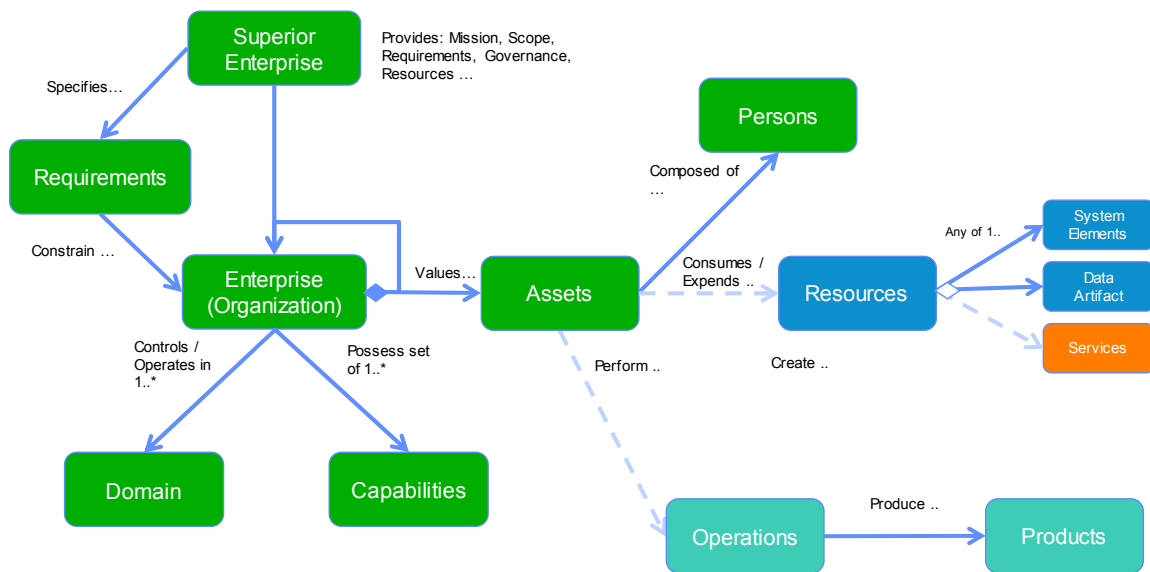 Superior
Enterprise
Provides: Mission, Scope,
Requirements, Governance,
Resources …
Specifies…
Persons
Requirements
Composed of
…
System
Elements
Any of 1..
Constrain …
Enterprise
(Organization)
Values…
Assets
Consumes /
Expends ..
Resources
Data
Artifact
Services
Controls /
Operates in
1..*
Possess set
of 1..*
Perform ..
Create ..
Domain
Capabilities
Operations
Produce ..
Products